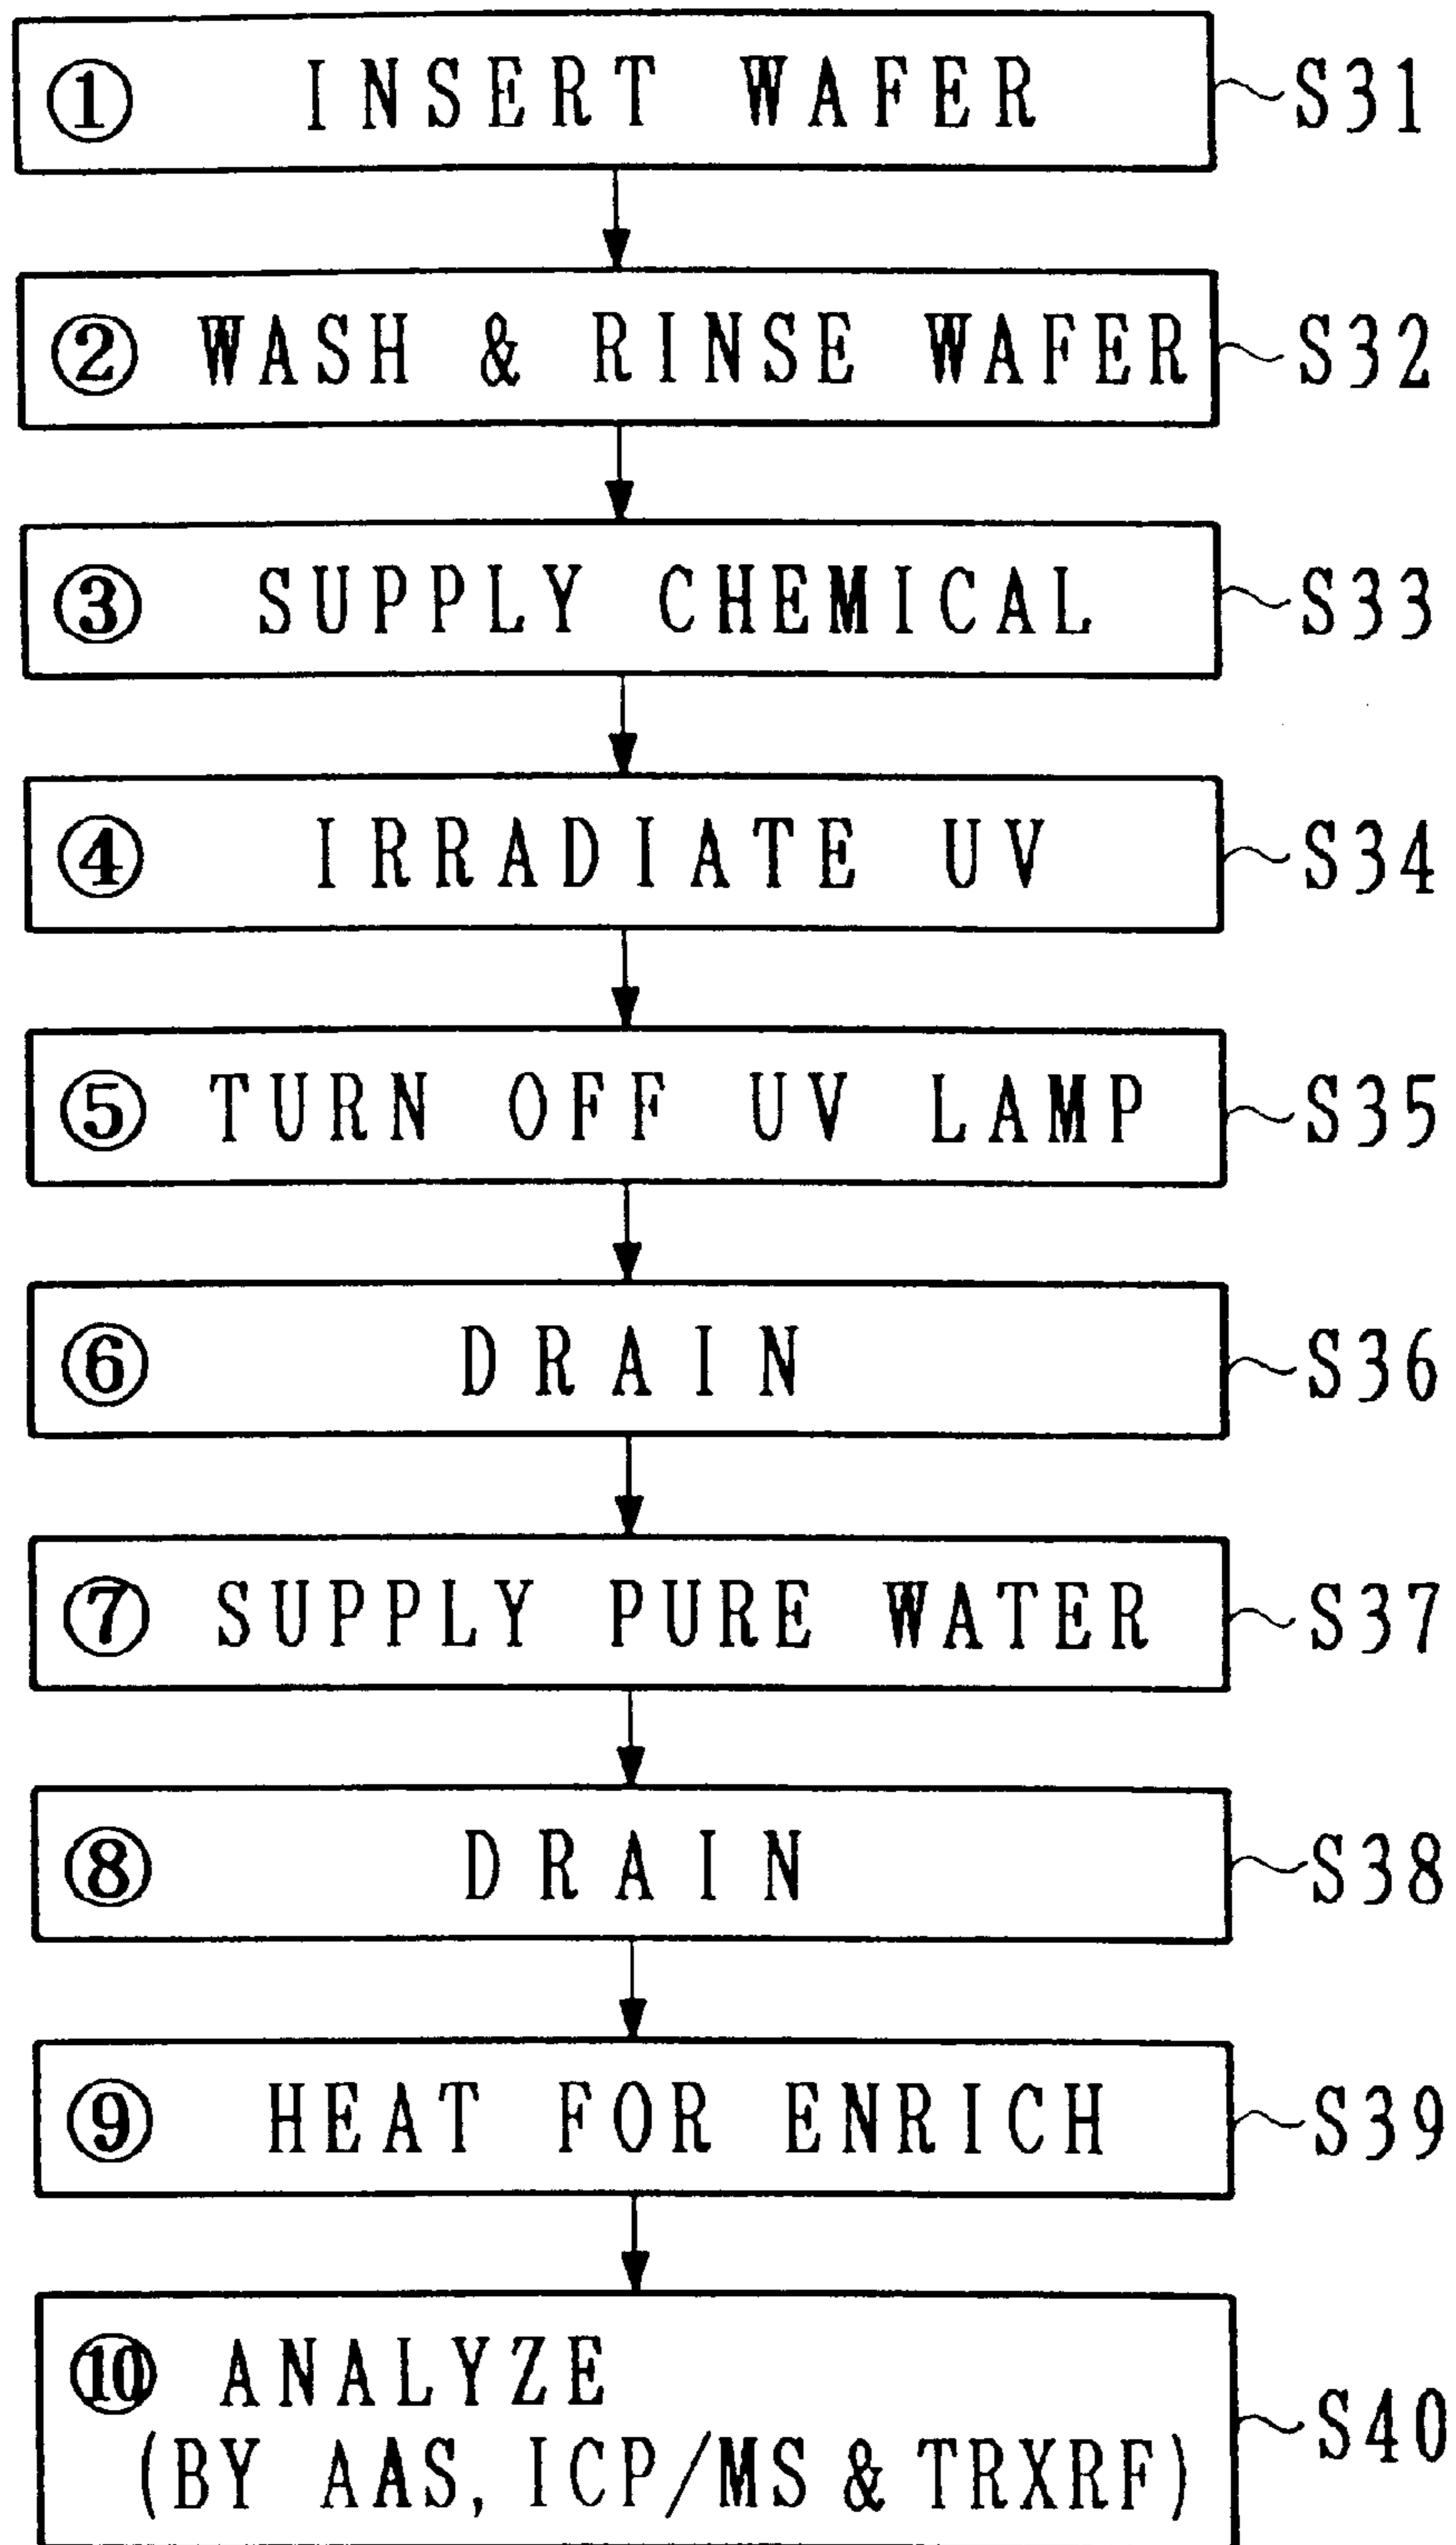 ① INSERT WAFER S31
② WASH & RINSE WAFER S32
③ SUPPLY CHEMICAL S33
④ IRRADIATE UV S34
⑤ TURN OFF UV LAMP S35
⑥ DRAIN S36
⑦ SUPPLY PURE WATER S37
⑧ DRAIN S38
⑨ HEAT FOR ENRICH S39
⑩ ANALYZE
(BY AAS, ICP/MS & TRXRF) S40